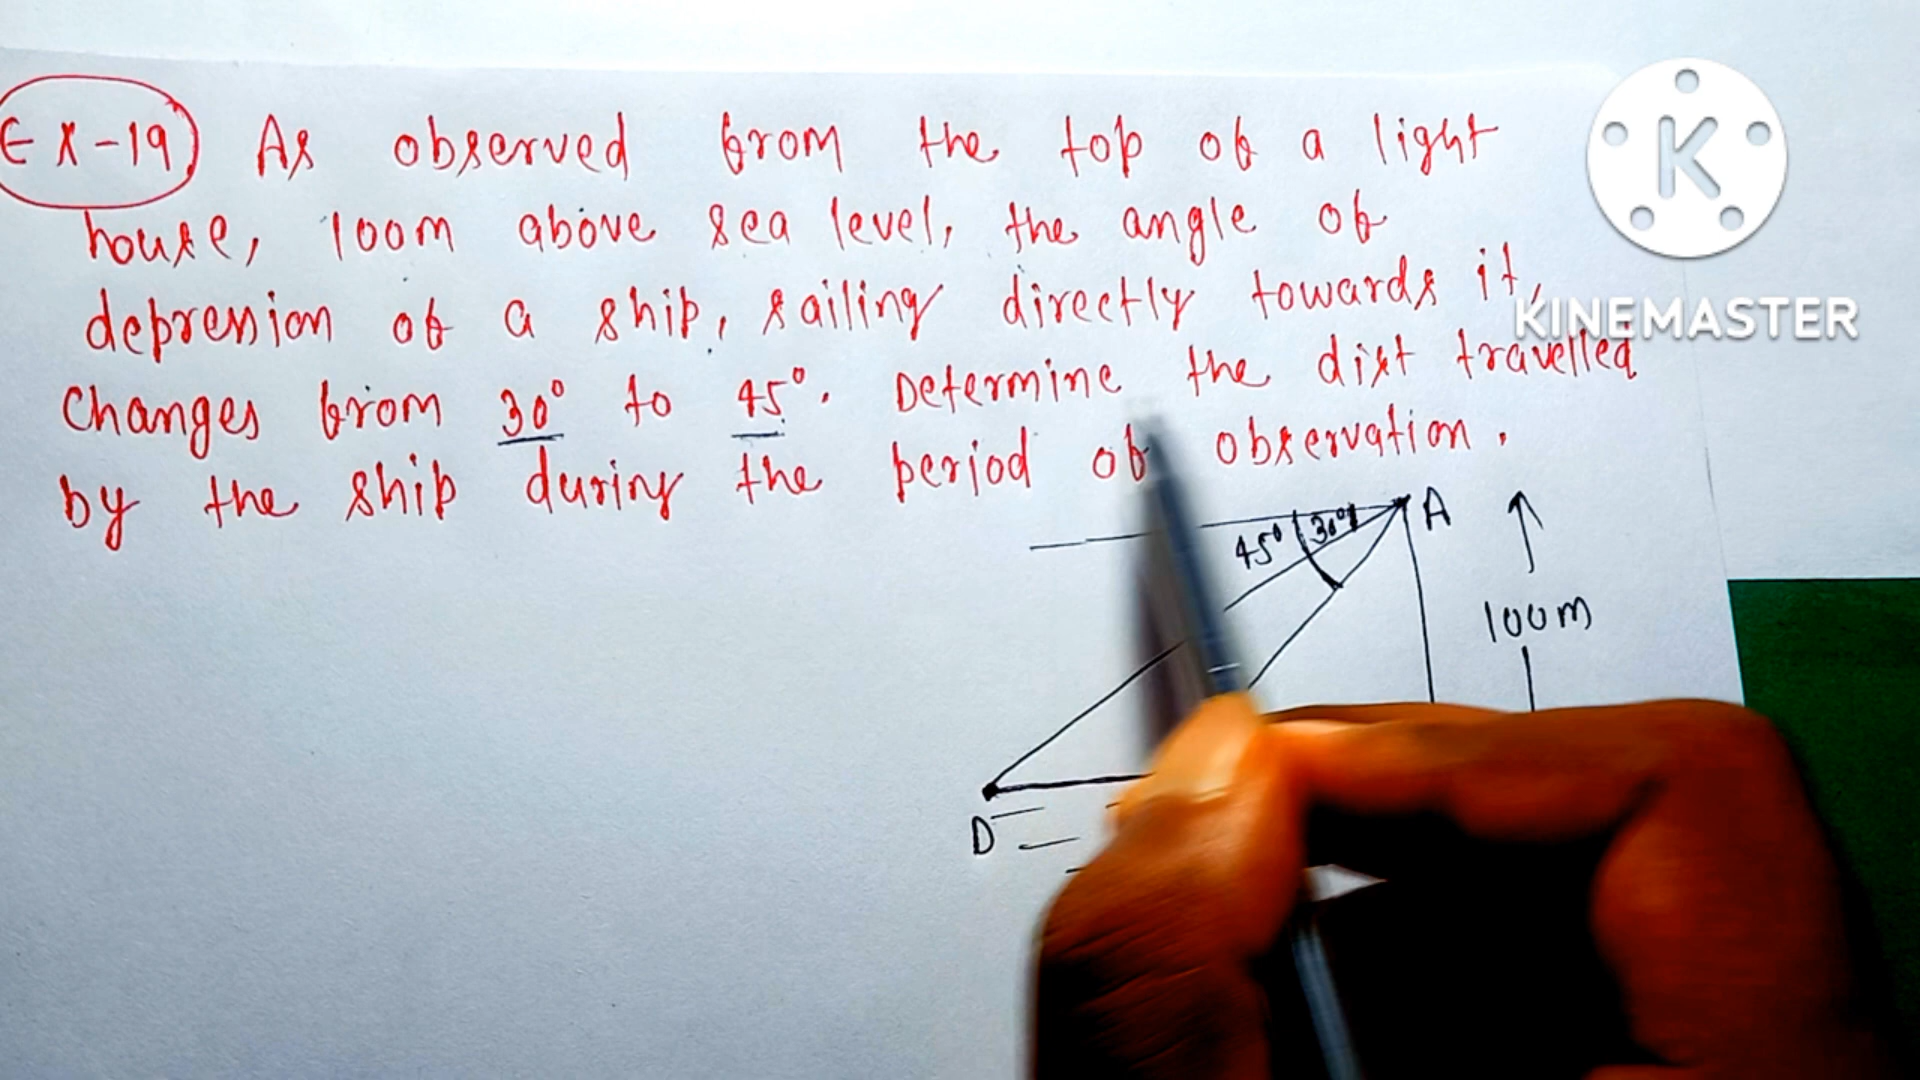 EX-19) As observed from the top of a light
house, 100m above sea level, the angle of
depression of a ship, sailing directly towards it,
changes from 30° to 45°. Determine the dist travelled
by the ship during the period of observation.
K
KINEMASTER
45° 30° A
100m
D